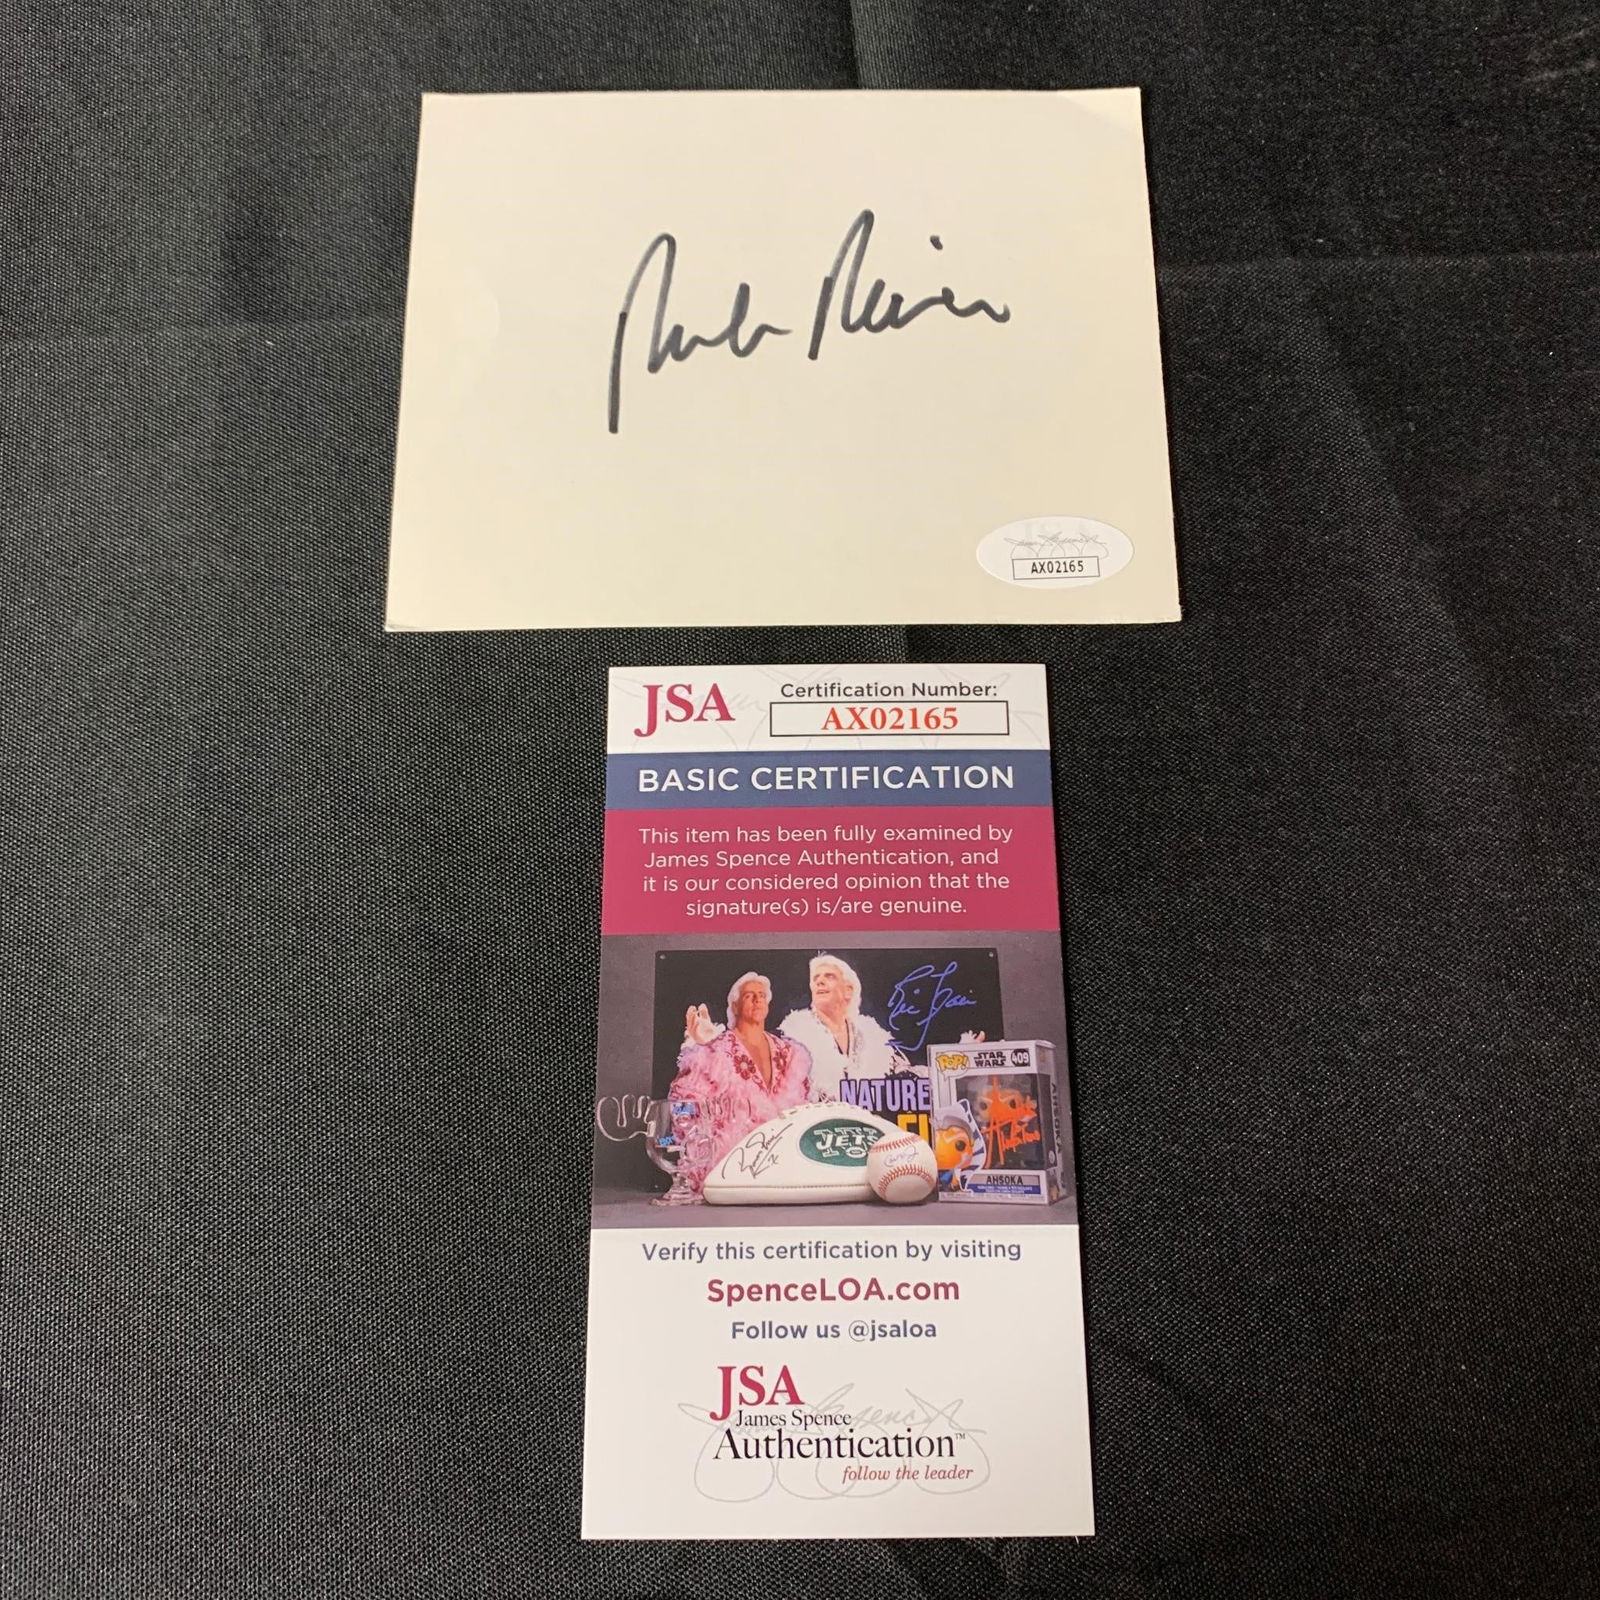 AX02165
JSA
Certification Number:
AX02165
BASIC CERTIFICATION
This item has been fully examined by
James Spence Authentication, and
it is our considered opinion that the
signature(s) is/are genuine.
POP! STAR WARS 409
NATURE
JETS
AHSOKA
AHSOKA
Verify this certification by visiting
SpenceLOA.com
Follow us @jsaloa
JSA
James Spence
Authentication™
follow the leader